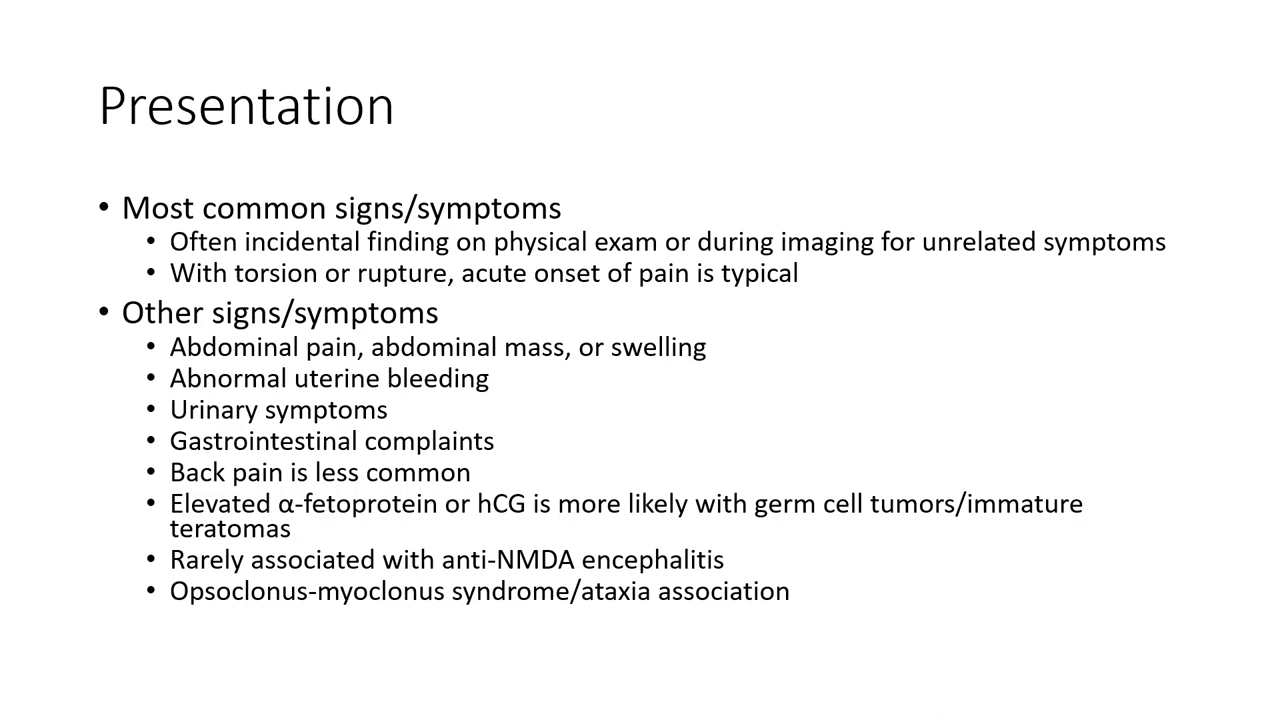 Presentation
• Most common signs/symptoms
• Often incidental finding on physical exam or during imaging for unrelated symptoms
• With torsion or rupture, acute onset of pain is typical
• Other signs/symptoms
• Abdominal pain, abdominal mass, or swelling
• Abnormal uterine bleeding
• Urinary symptoms
• Gastrointestinal complaints
• Back pain is less common
• Elevated α-fetoprotein or hCG is more likely with germ cell tumors/immature
teratomas
• Rarely associated with anti-NMDA encephalitis
• Opsoclonus-myoclonus syndrome/ataxia association